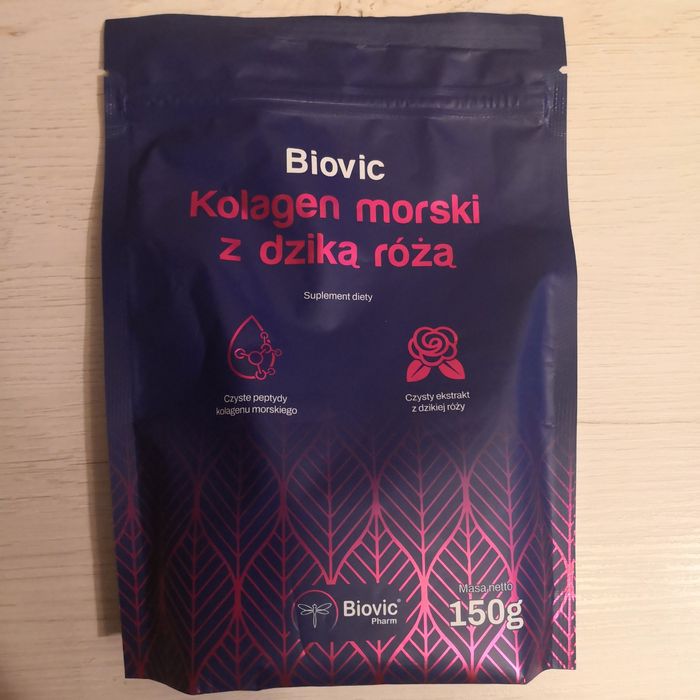 Biovic
Kolagen morski
z dziką różą
Suplement diety
Czyste peptydy
kolagenu morskiego
Czysty ekstrakt
z dzikiej róży
Biovic®
Pharm
Masa netto
150g